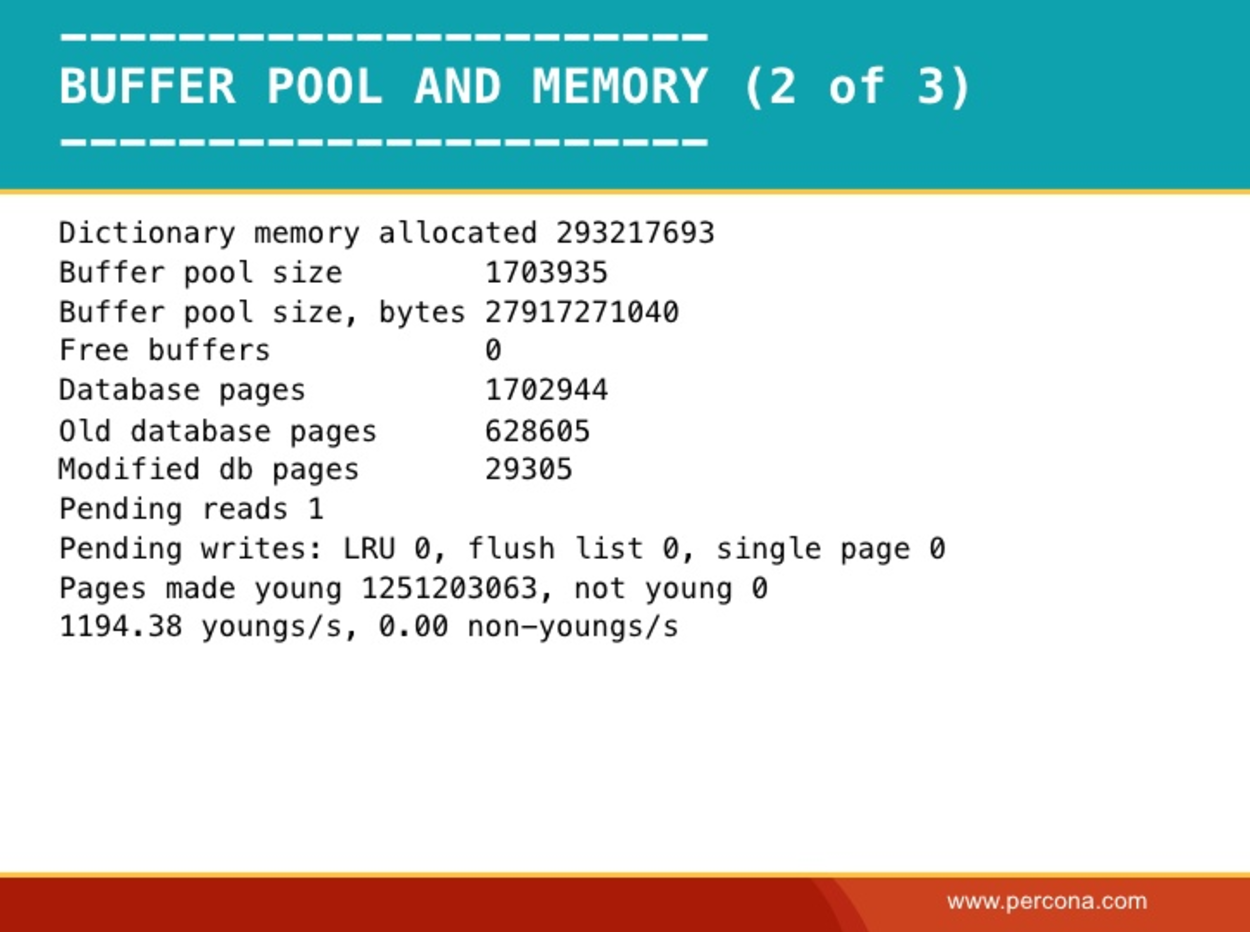 ----------------------
BUFFER POOL AND MEMORY (2 of 3)
----------------------
Dictionary memory allocated 293217693
Buffer pool size        1703935
Buffer pool size, bytes 27917271040
Free buffers            0
Database pages          1702944
Old database pages      628605
Modified db pages       29305
Pending reads 1
Pending writes: LRU 0, flush list 0, single page 0
Pages made young 1251203063, not young 0
1194.38 youngs/s, 0.00 non-youngs/s
www.percona.com